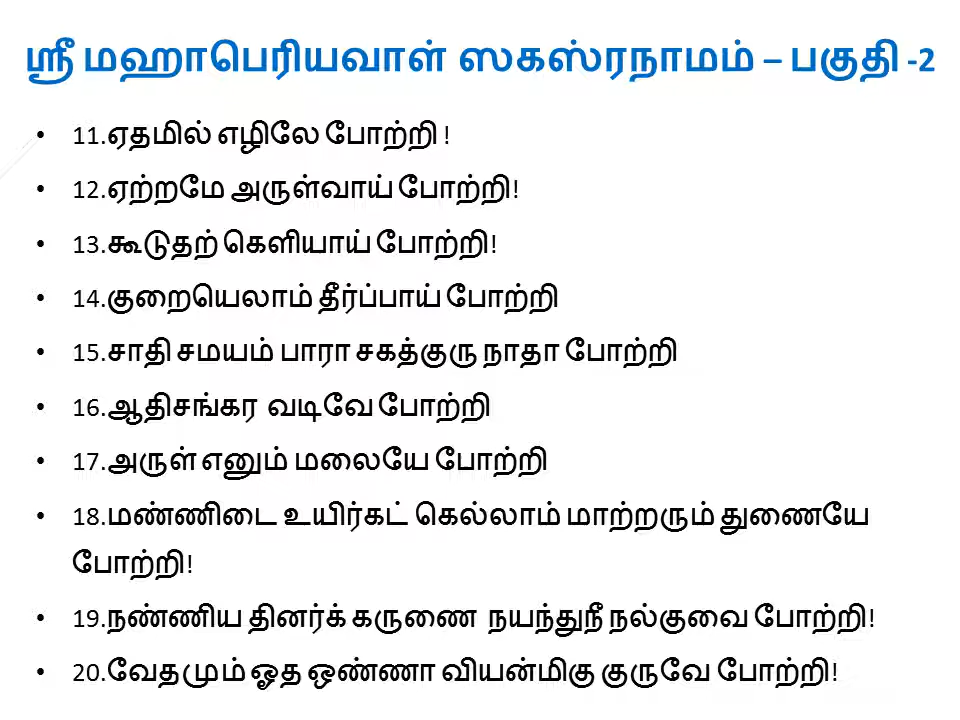 ஸ்ரீ மஹாபெரியவாள் ஸகஸ்ரநாமம் – பகுதி -2
• 11.ஏதமில் எழிலே போற்றி !
• 12.ஏற்றமே அருள்வாய் போற்றி!
• 13.கூடுதற் கெளியாய் போற்றி!
• 14.குறையெலாம் தீர்ப்பாய் போற்றி
• 15.சாதி சமயம் பாரா சகத்குரு நாதா போற்றி
• 16.ஆதிசங்கர வடிவே போற்றி
• 17.அருள் எனும் மலையே போற்றி
• 18.மண்ணிடை உயிர்கட் கெல்லாம் மாற்றரும் துணையே
போற்றி!
• 19.நண்ணிய தினர்க் கருணை நயந்துநீ நல்குவை போற்றி!
• 20.வேதமும் ஓத ஒண்ணா வியன்மிகு குருவே போற்றி!